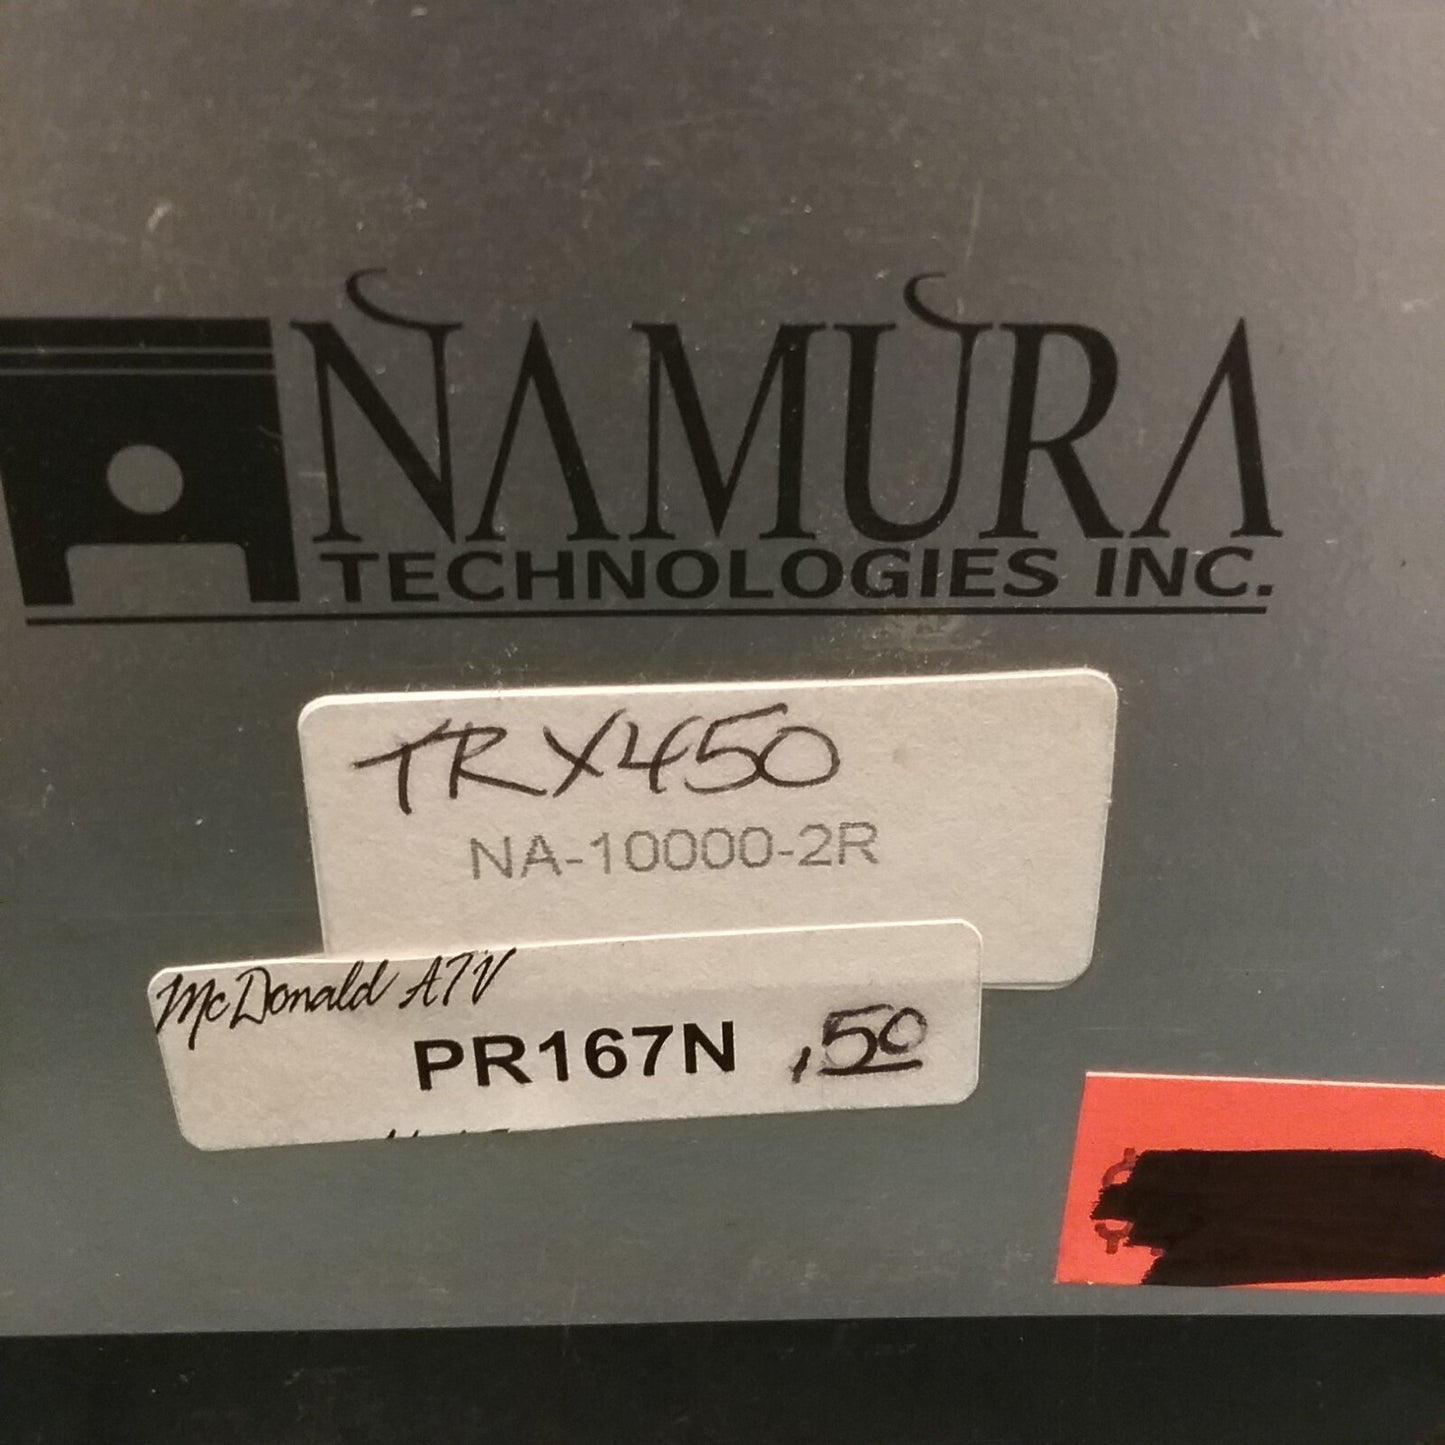 NAMURA
TECHNOLOGIES INC.
TRX450
NA-10000-2R
McDonald ATV
PR167N .50
$